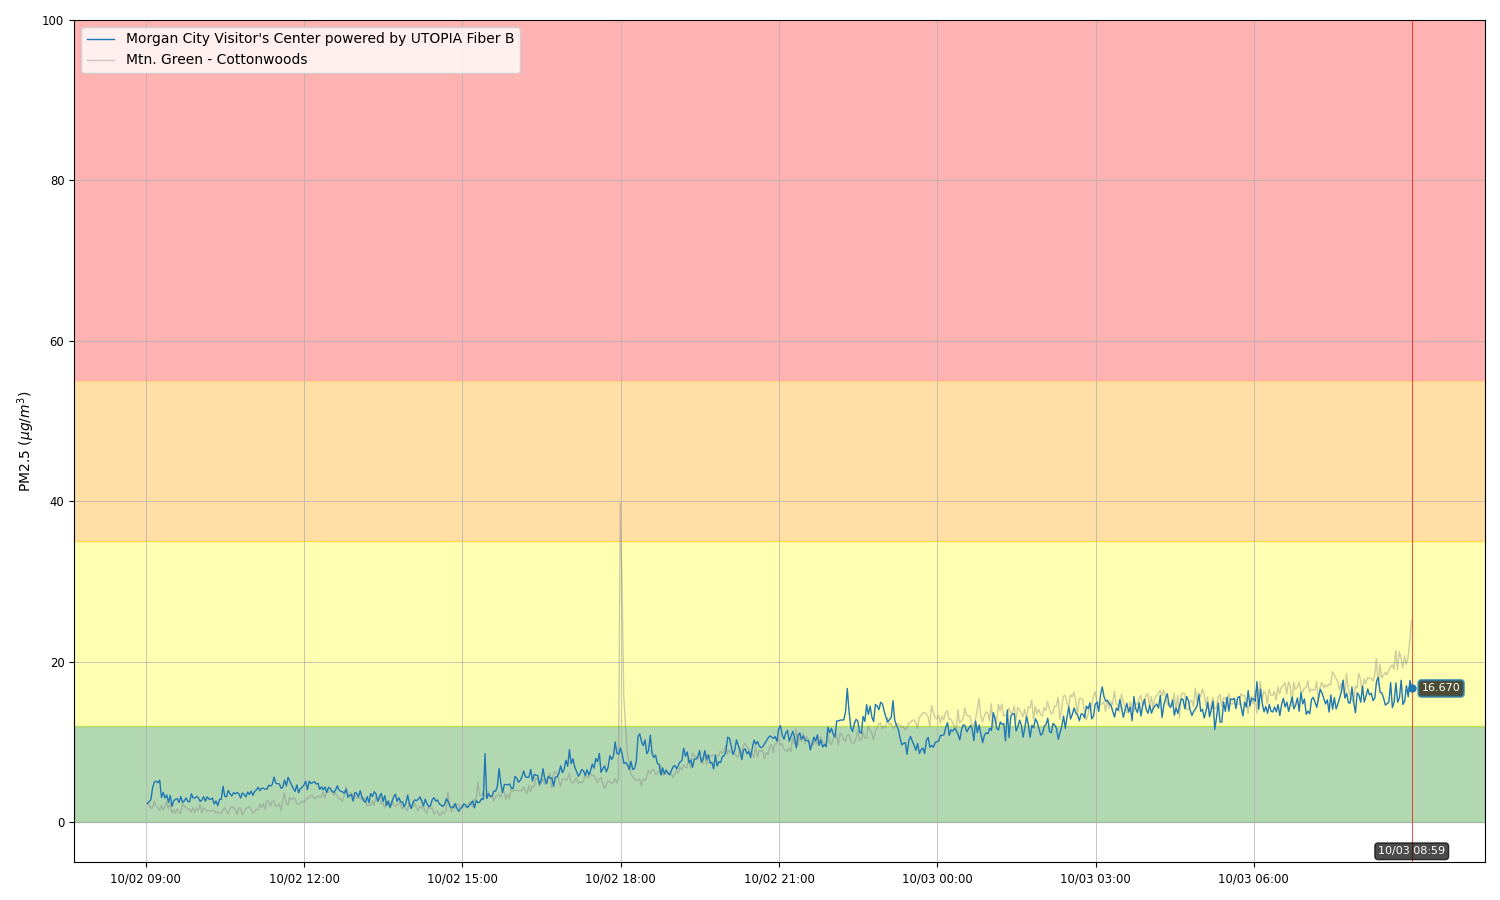 100
Morgan City Visitor's Center powered by UTOPIA Fiber B
Mtn. Green - Cottonwoods
80
60
40
20
0
PM2.5 (μg/m³)
16.670
10/03 08:59
10/02 09:00 10/02 12:00 10/02 15:00 10/02 18:00 10/02 21:00 10/03 00:00 10/03 03:00 10/03 06:00